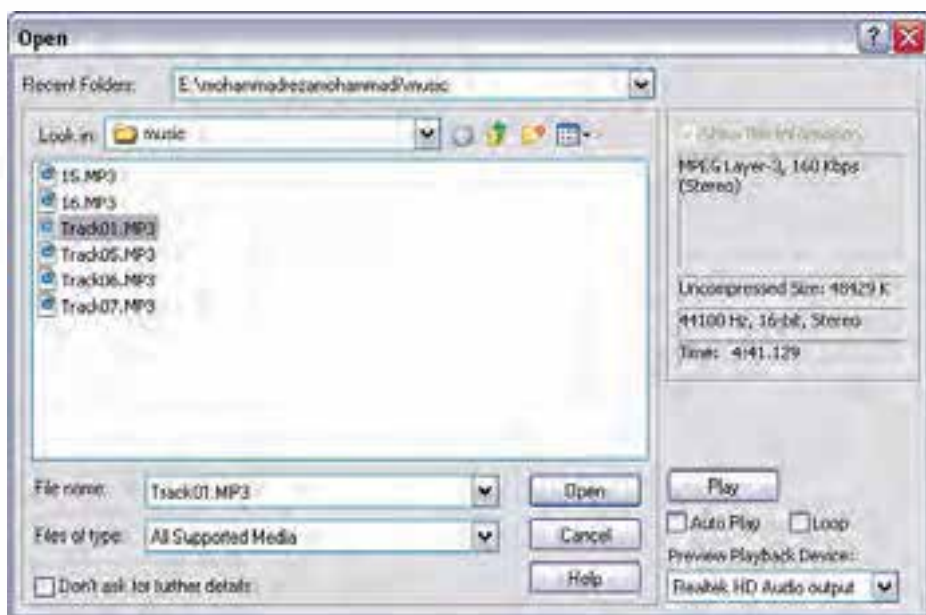 Open
Recent Folders:
E:\mohammadrezamohammadi\music
Look in:
music
15.MP3
16.MP3
Track01.MP3
Track05.MP3
Track06.MP3
Track07.MP3
File name:
Track01.MP3
Open
Files of type:
All Supported Media
Cancel
Don't ask for further details
Help
Show File Information
MPEG Layer-3, 160 Kbps
(Stereo)
Uncompressed Size: 48429 K
44100 Hz, 16-bit, Stereo
Time: 4:41.129
Play
Auto Play
Loop
Preview Playback Device:
Realtek HD Audio output